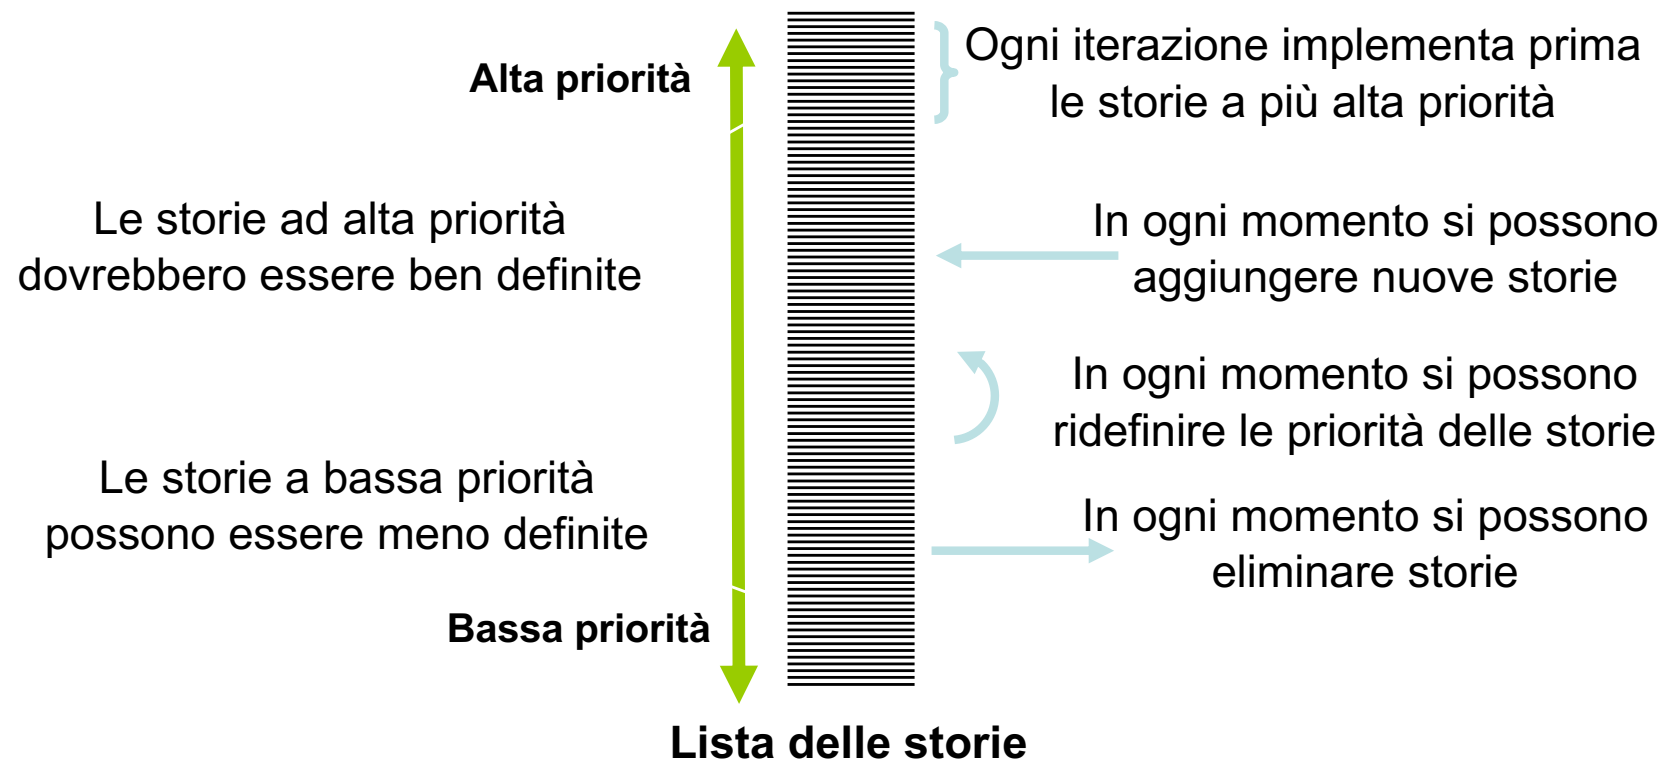 Alta priorità
Ogni iterazione implementa prima
le storie a più alta priorità
Le storie ad alta priorità
dovrebbero essere ben definite
In ogni momento si possono
aggiungere nuove storie
In ogni momento si possono
ridefinire le priorità delle storie
Le storie a bassa priorità
possono essere meno definite
In ogni momento si possono
eliminare storie
Bassa priorità
Lista delle storie